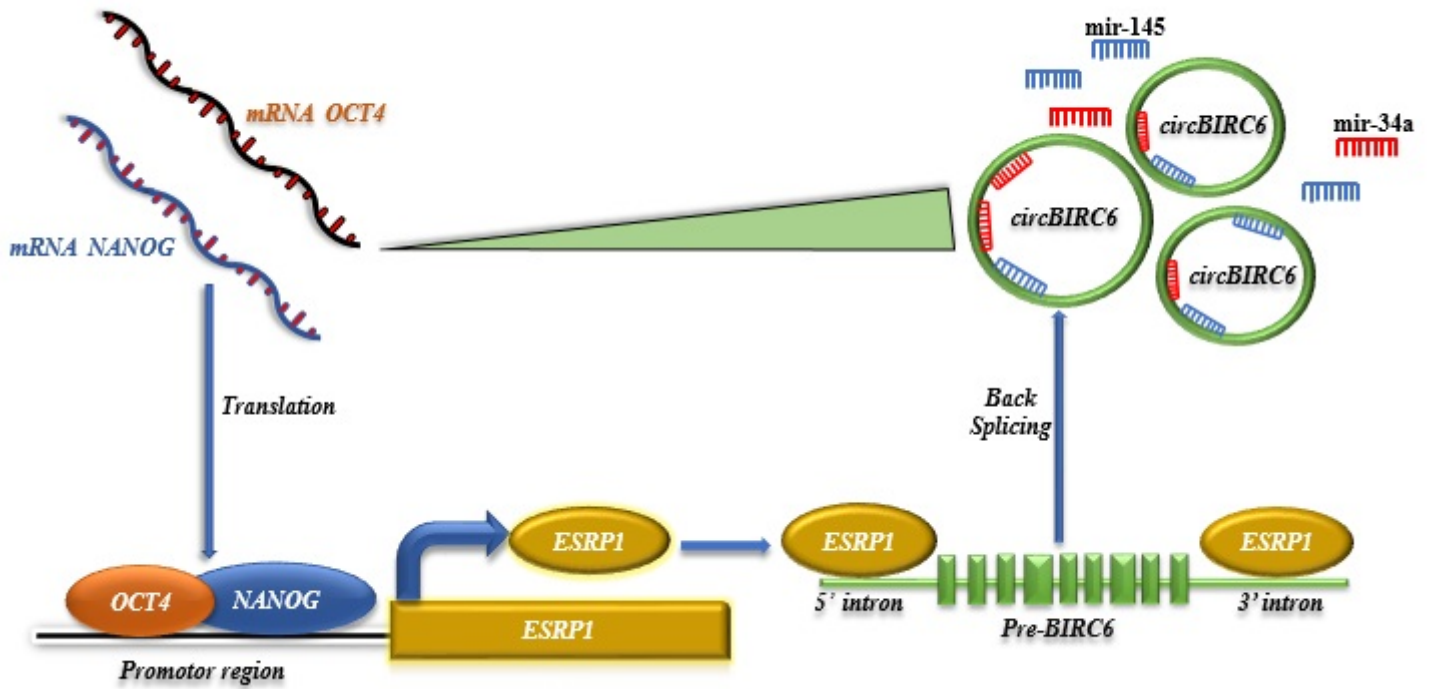 mir-145
mRNA OCT4
circBIRC6
mir-34a
mRNA NANOG
circBIRC6
circBIRC6
Translation
Back
Splicing
ESRP1
ESRP1
ESRP1
OCT4
NANOG
ESRP1
5' intron
3' intron
Pre-BIRC6
Promotor region